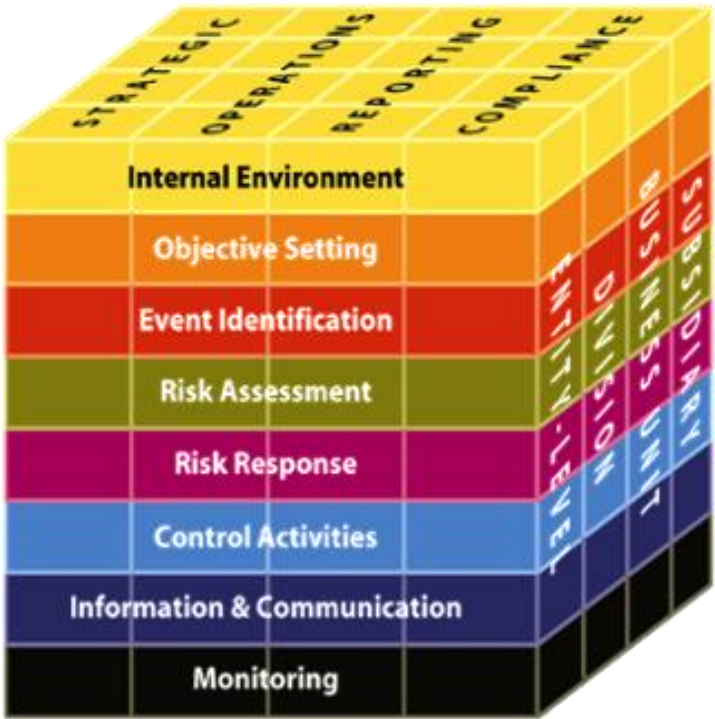 STRATEGIC
OPERATIONS
REPORTING
COMPLIANCE
Internal Environment
Objective Setting
Event Identification
Risk Assessment
Risk Response
Control Activities
Information & Communication
Monitoring
ENTITY-LEVEL
DIVISION
BUSINESS UNIT
SUBSIDIARY